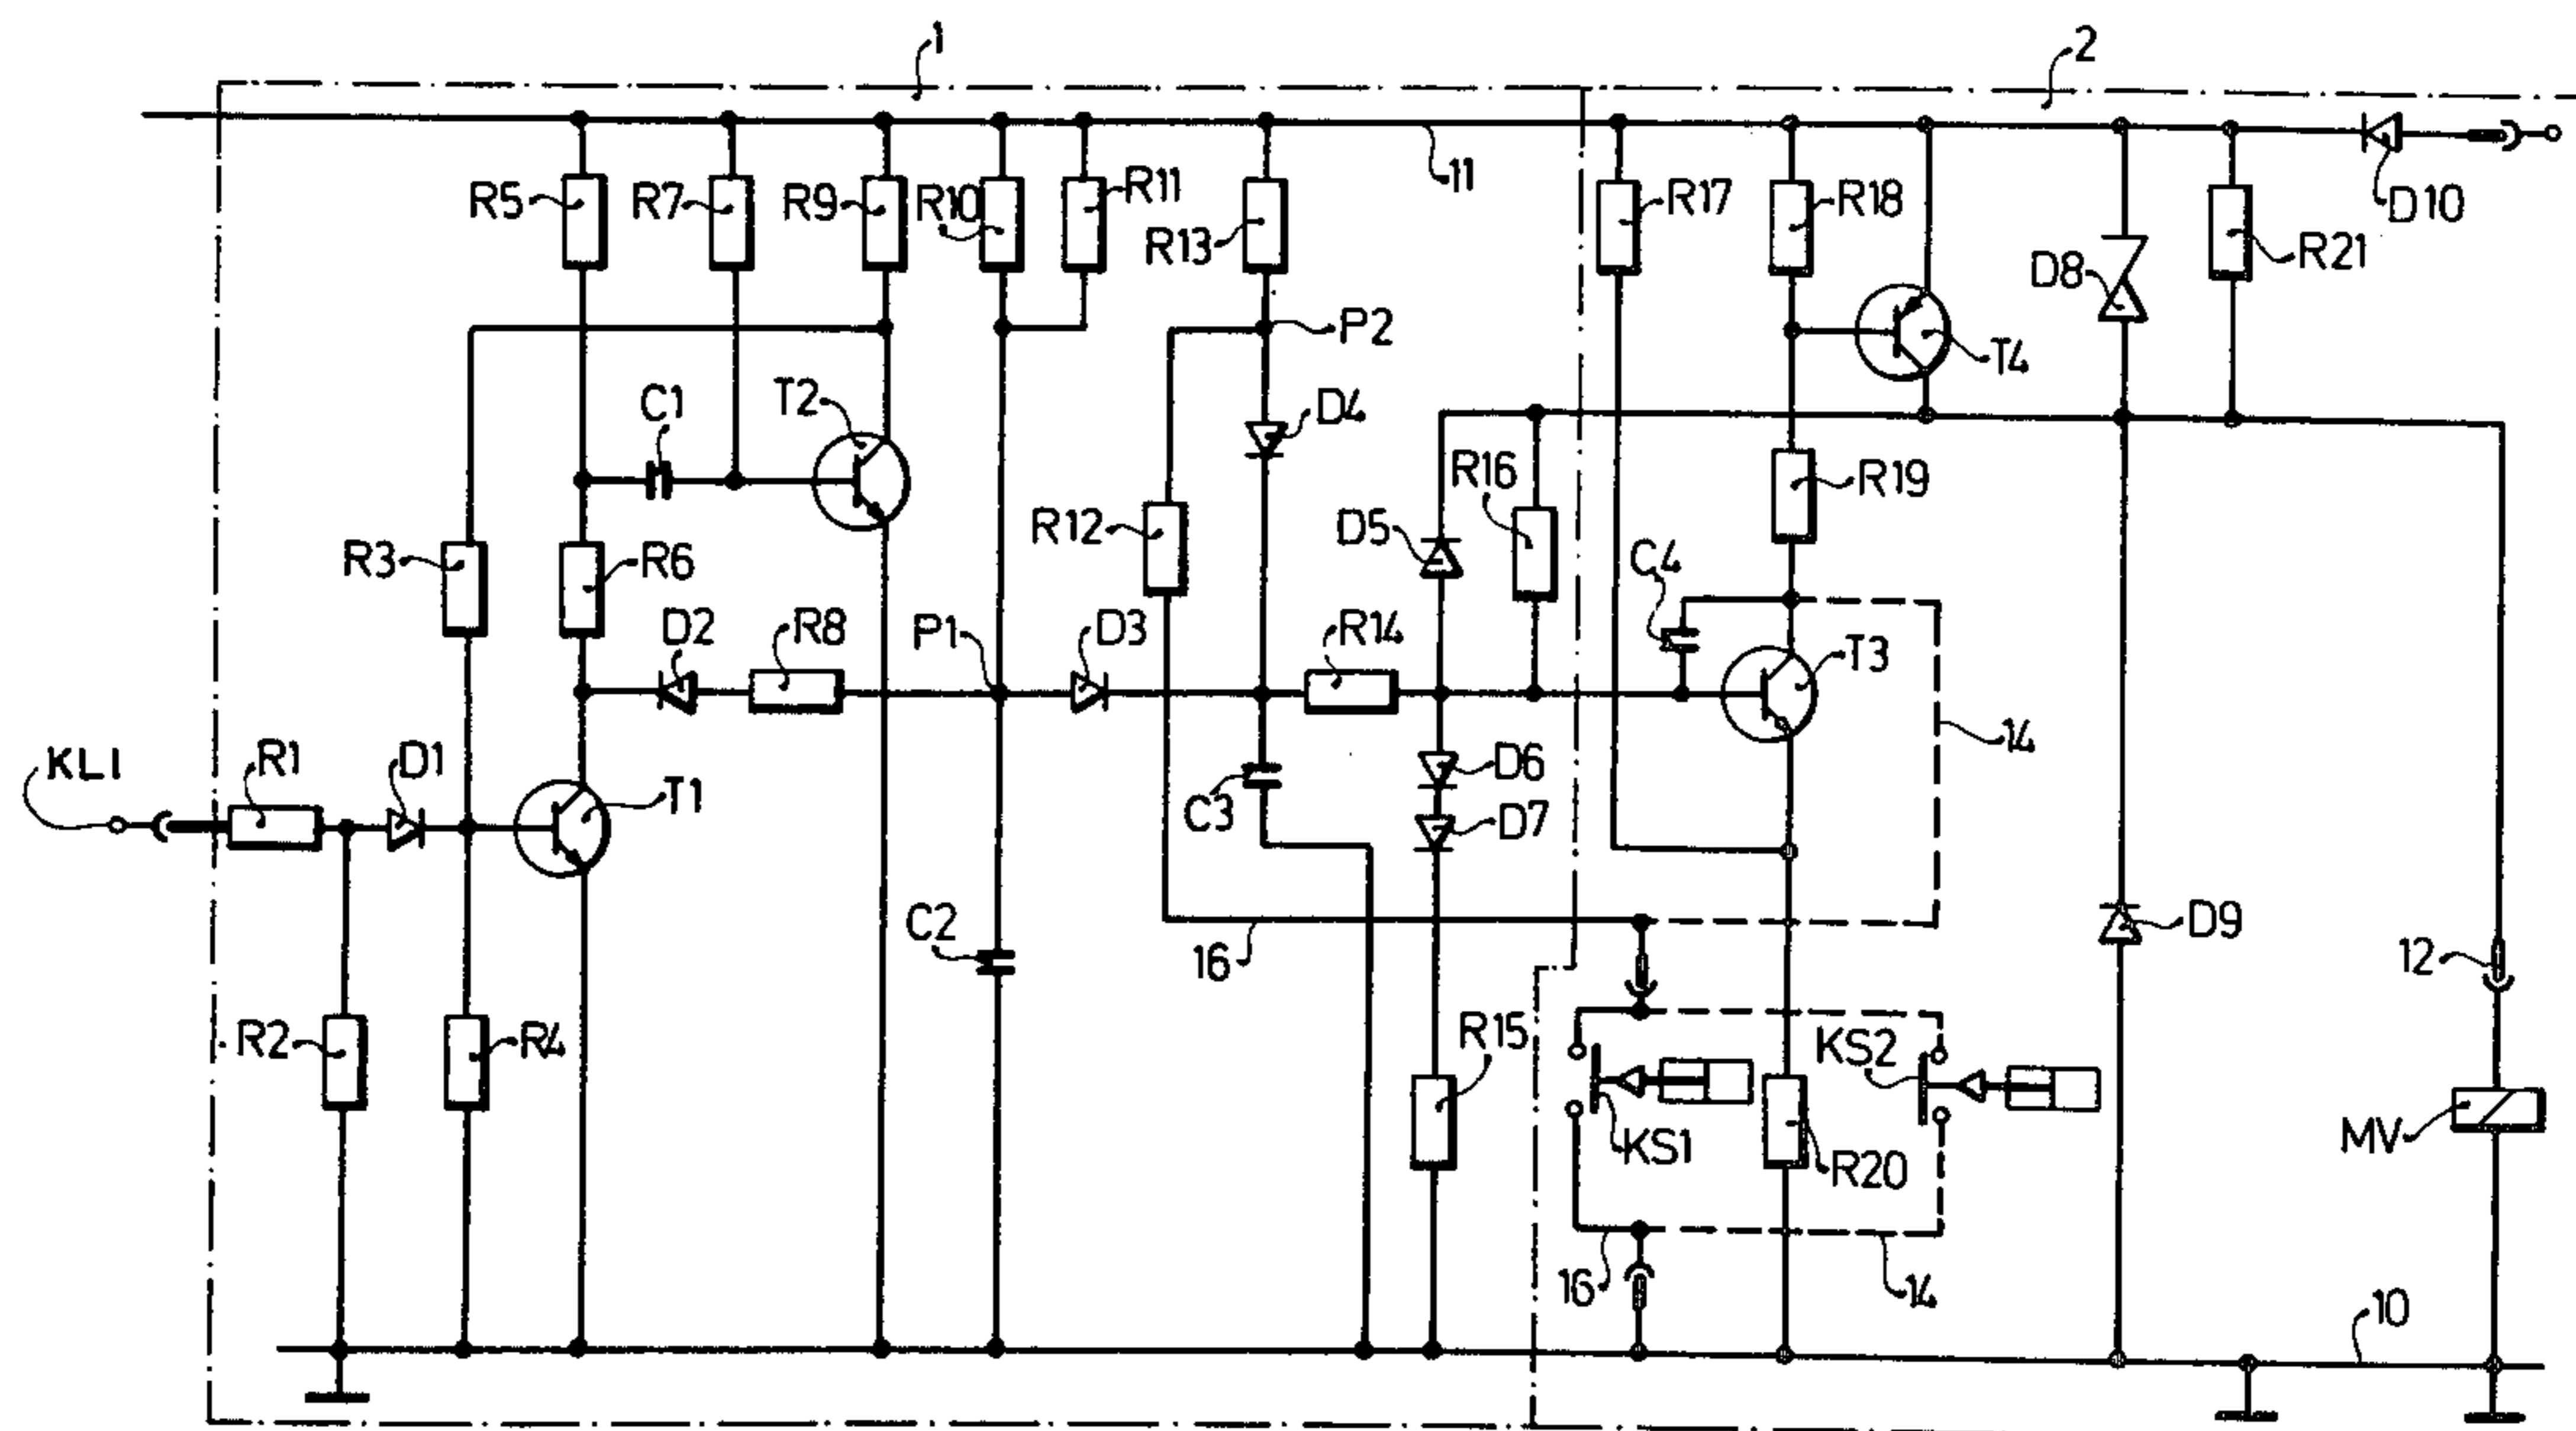 1
2
R5
R7
R9
R10
R11
R13
11
R17
R18
D10
R21
D8
P2
T4
C1
T2
D4
R16
R19
R12
D5
C4
R3
R6
D2
R8
P1
D3
R14
T3
14
KL1
R1
D1
T1
C3
D6
D7
C2
16
D9
12
R2
R4
R15
KS2
KS1
R20
MV
16
14
10